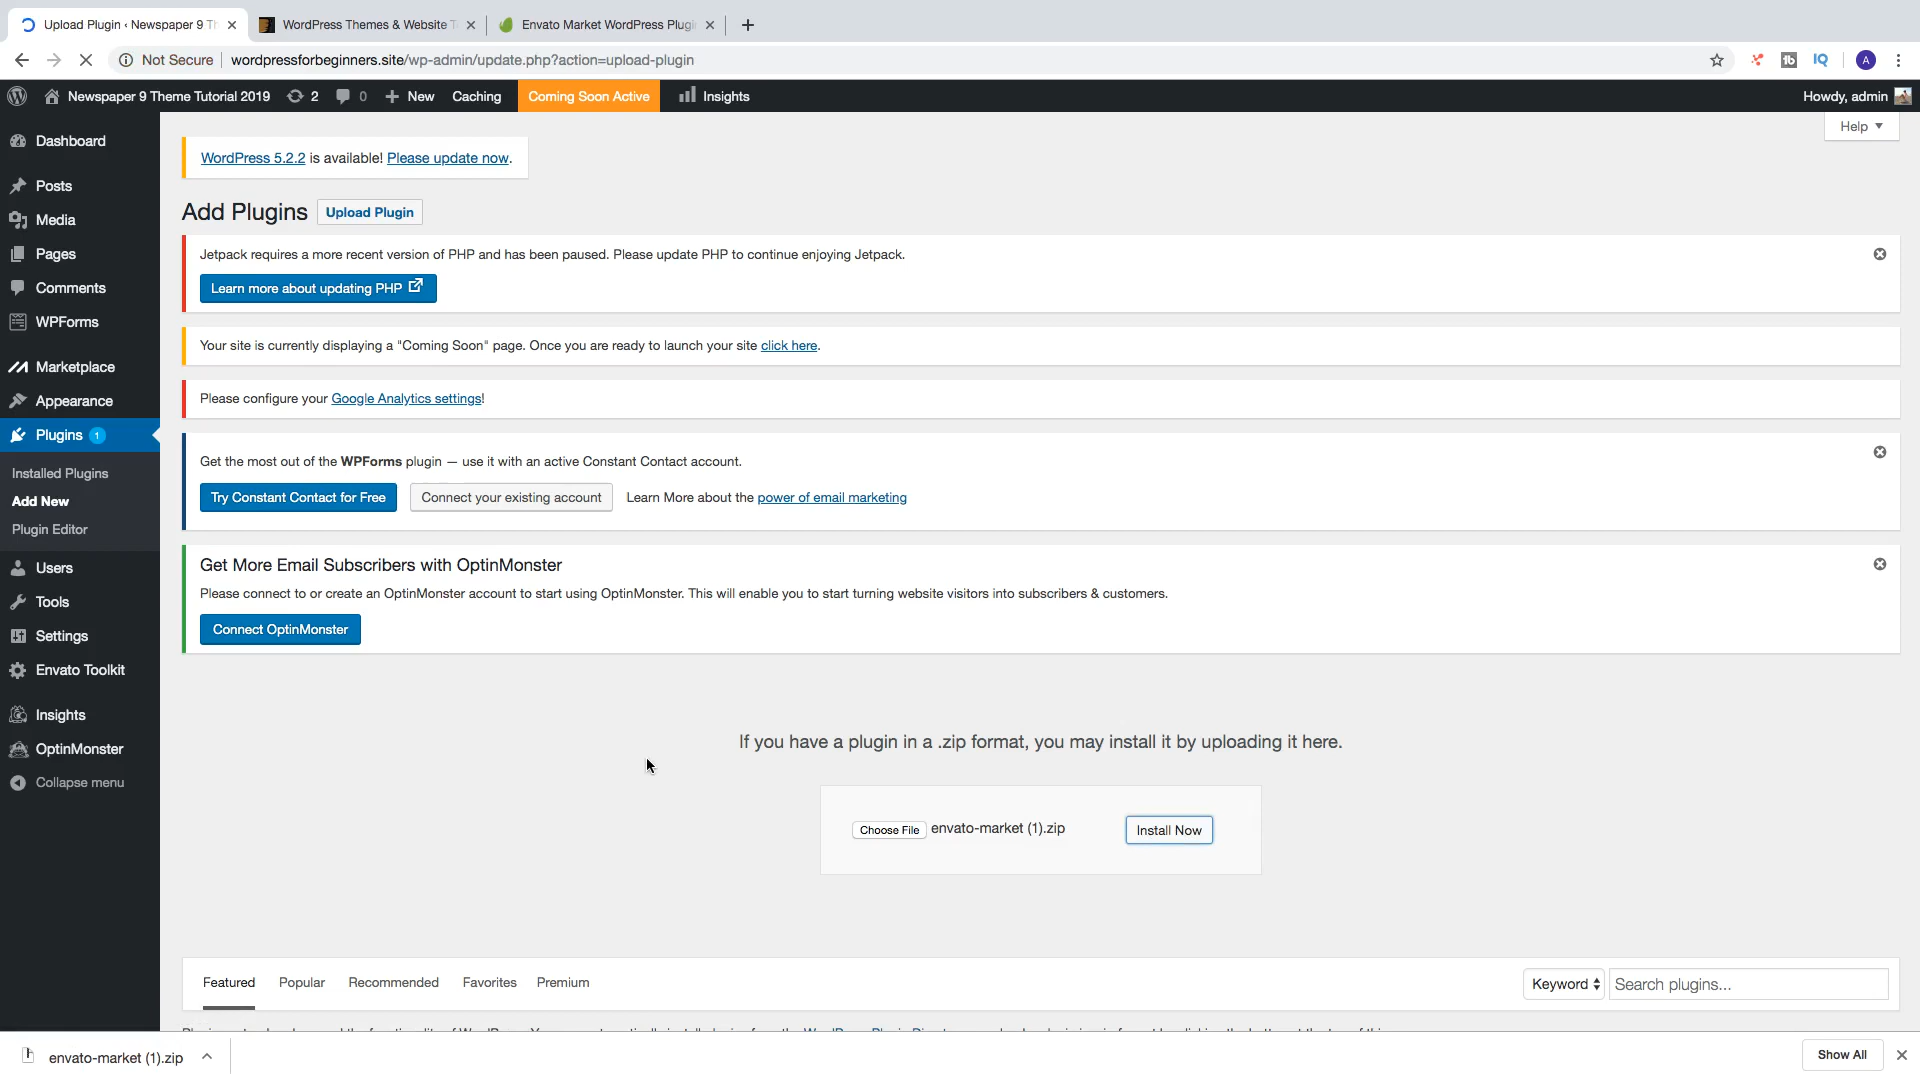 Upload Plugin ‹ Newspaper 9 Th
WordPress Themes & Website T
Envato Market WordPress Plugi
Not Secure
wordpressforbeginners.site/wp-admin/update.php?action=upload-plugin
A
Newspaper 9 Theme Tutorial 2019
2
0
New
Caching
Coming Soon Active
Insights
Howdy, admin
Help
Dashboard
Posts
Media
Pages
Comments
WPForms
Marketplace
Appearance
Plugins 1
Installed Plugins
Add New
Plugin Editor
Users
Tools
Settings
Envato Toolkit
Insights
OptinMonster
Collapse menu
WordPress 5.2.2 is available! Please update now.
Add Plugins
Upload Plugin
Jetpack requires a more recent version of PHP and has been paused. Please update PHP to continue enjoying Jetpack.
Learn more about updating PHP
Your site is currently displaying a "Coming Soon" page. Once you are ready to launch your site click here.
Please configure your Google Analytics settings!
Get the most out of the WPForms plugin — use it with an active Constant Contact account.
Try Constant Contact for Free
Connect your existing account
Learn More about the power of email marketing
Get More Email Subscribers with OptinMonster
Please connect to or create an OptinMonster account to start using OptinMonster. This will enable you to start turning website visitors into subscribers & customers.
Connect OptinMonster
If you have a plugin in a .zip format, you may install it by uploading it here.
Choose File envato-market (1).zip
Install Now
Featured
Popular
Recommended
Favorites
Premium
Keyword
Search plugins...
envato-market (1).zip
Show All